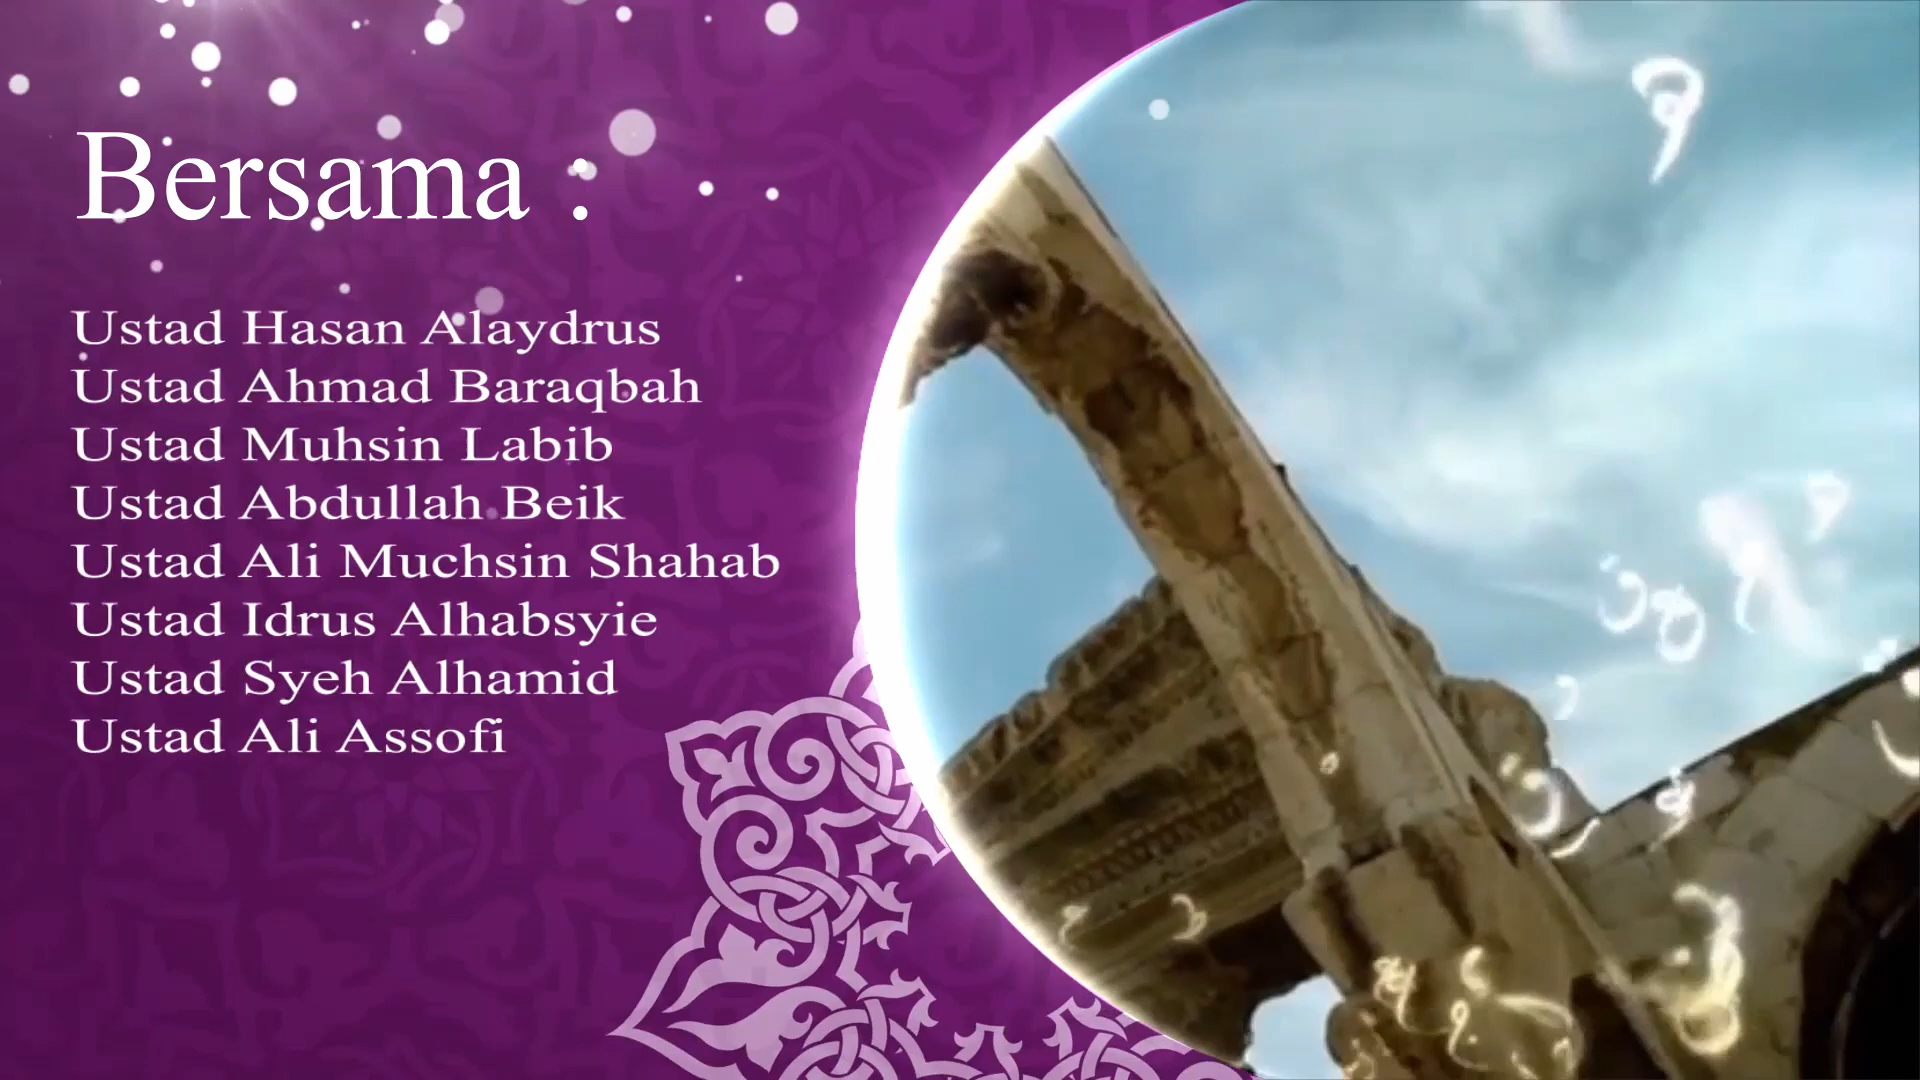 Bersama :
Ustad Hasan Alaydrus
Ustad Ahmad Baraqbah
Ustad Muhsin Labib
Ustad Abdullah Beik
Ustad Ali Muchsin Shahab
Ustad Idrus Alhabsyie
Ustad Syeh Alhamid
Ustad Ali Assofi